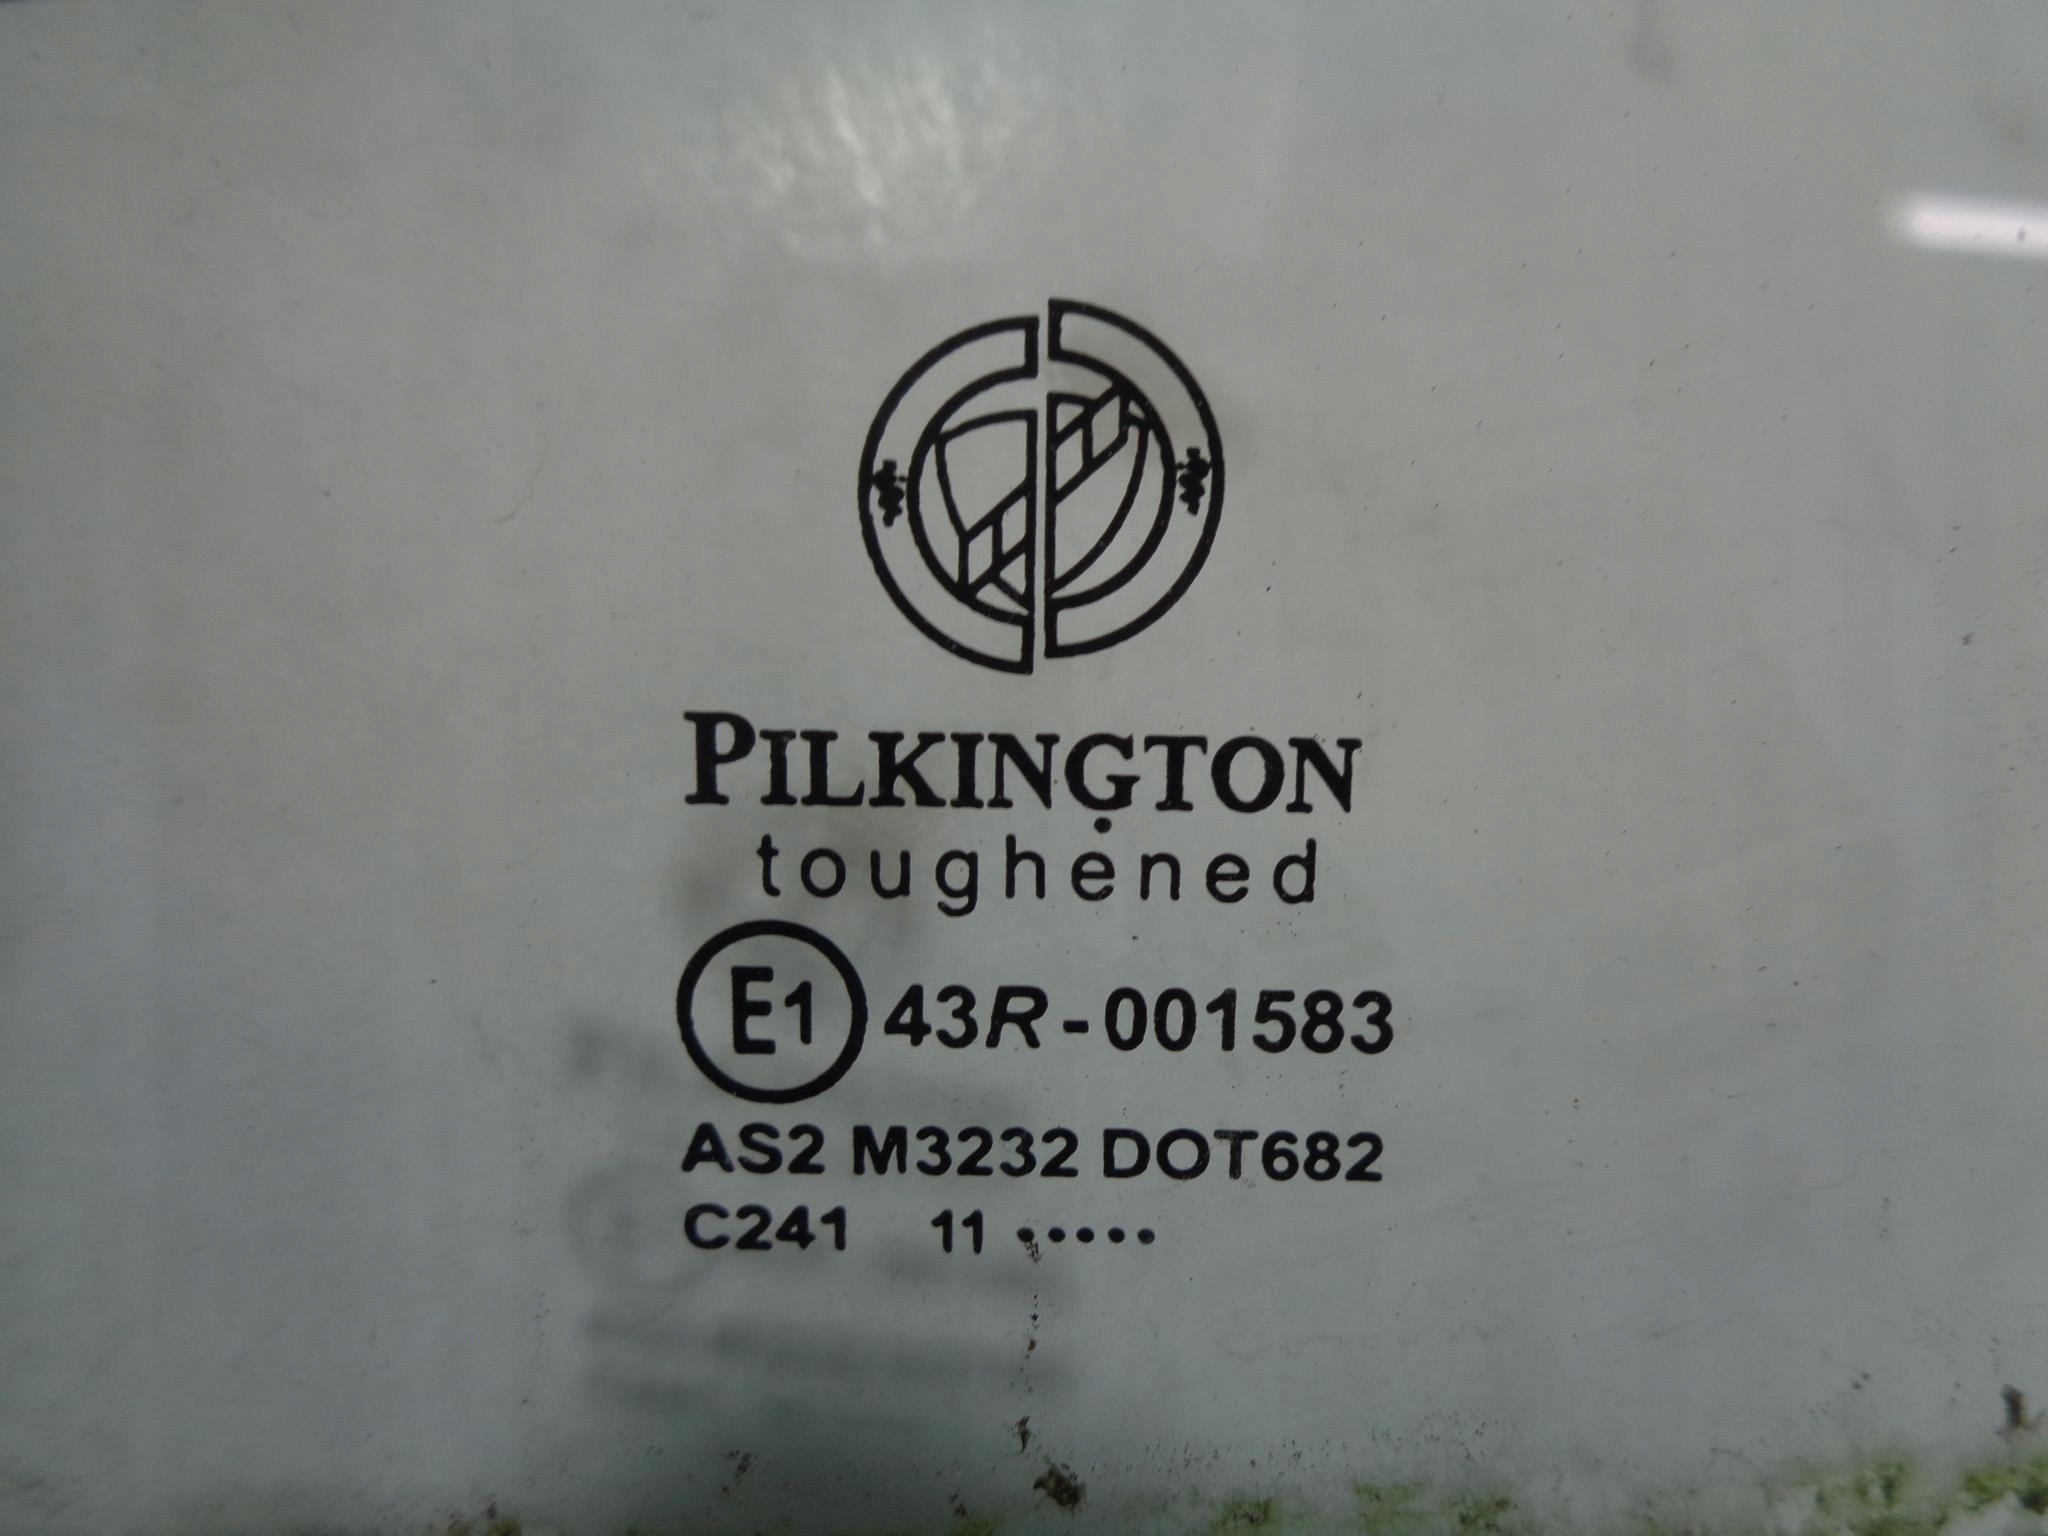 PILKINGTON
toughened
E1 43R-001583
AS2 M3232 DOT682
C241 11 •••••